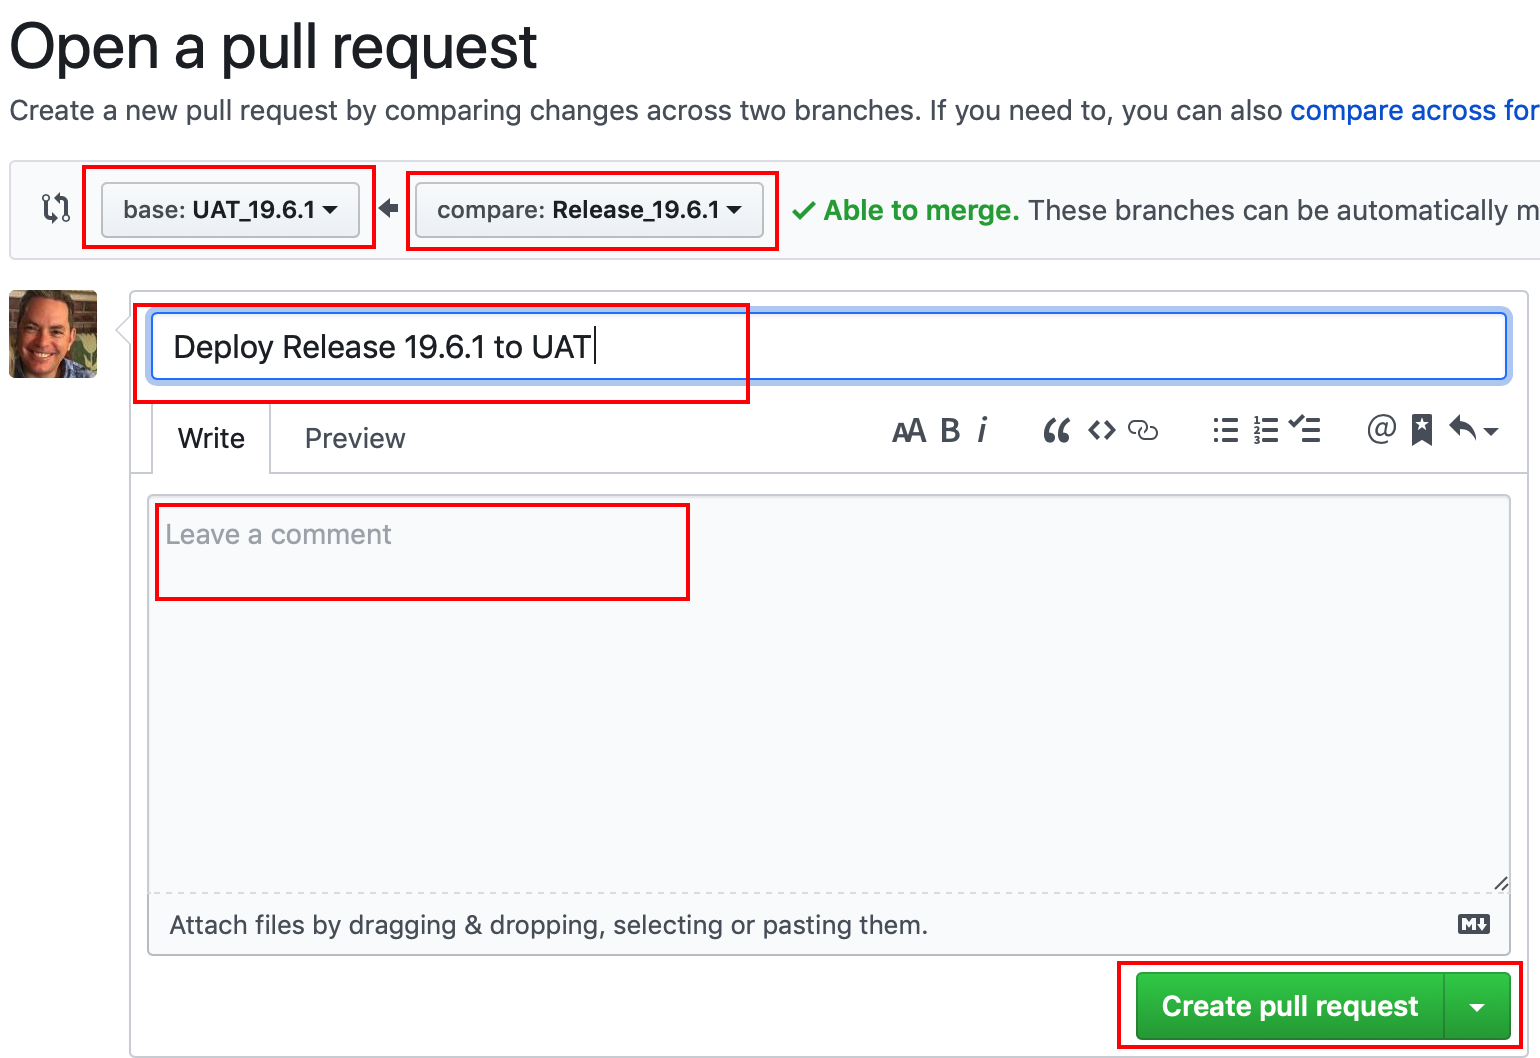 Open a pull request
Create a new pull request by comparing changes across two branches. If you need to, you can also compare across for
base: UAT_19.6.1 compare: Release_19.6.1 Able to merge. These branches can be automatically m
Deploy Release 19.6.1 to UAT
Write Preview AA B i
Leave a comment
Attach files by dragging & dropping, selecting or pasting them. M
Create pull request